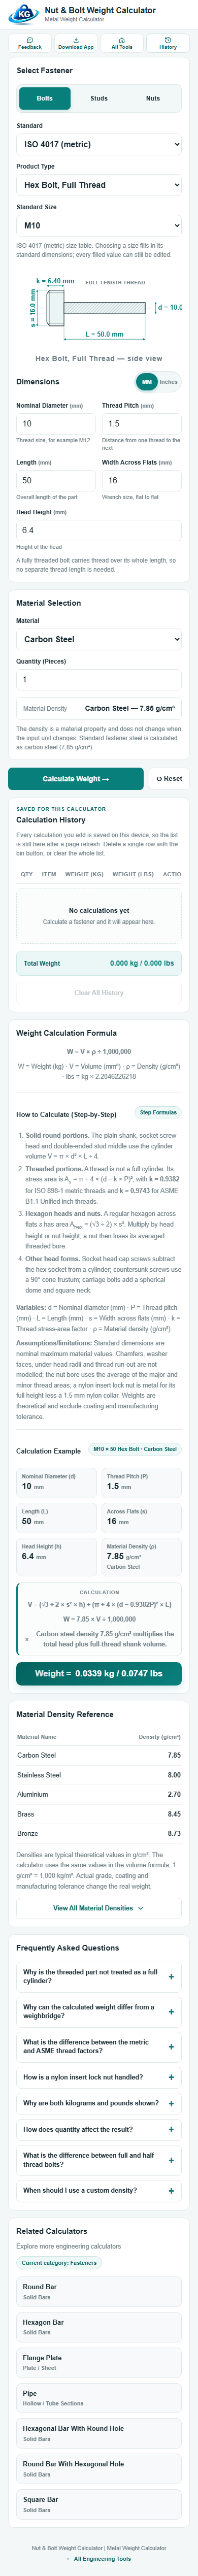 KG
Nut & Bolt Weight Calculator
Metal Weight Calculator
Feedback
Download App
All Tools
History
Select Fastener
Bolts
Studs
Nuts
Standard
ISO 4017 (metric)
Product Type
Hex Bolt, Full Thread
Standard Size
M10
ISO 4017 (metric) size table. Choosing a size fills in its
standard dimensions; every filled value can still be edited.
k = 6.40 mm
FULL LENGTH THREAD
s = 16.0 mm
d = 10.0
L = 50.0 mm
Hex Bolt, Full Thread — side view
Dimensions
MM
Inches
Nominal Diameter (mm)
Thread Pitch (mm)
10
1.5
Thread size, for example M12
Distance from one thread to the
next
Length (mm)
Width Across Flats (mm)
50
16
Overall length of the part
Wrench size, flat to flat
Head Height (mm)
6.4
Height of the head
A fully threaded bolt carries thread over its whole length, so
no separate thread length is needed.
Material Selection
Material
Carbon Steel
Quantity (Pieces)
1
Material Density
Carbon Steel — 7.85 g/cm³
The density is a material property and does not change when
the input unit changes. Standard fastener steel is calculated
as carbon steel (7.85 g/cm³).
Calculate Weight →
↺ Reset
SAVED FOR THIS CALCULATOR
Calculation History
Every calculation you add is saved on this device, so the list
is still here after a page refresh. Delete a single row with its
bin button, or clear the whole list.
QTY
ITEM
WEIGHT (KG)
WEIGHT (LBS)
ACTIO
No calculations yet
Calculate a fastener and it will appear here.
Total Weight
0.000 kg / 0.000 lbs
Clear All History
Weight Calculation Formula
W = V × ρ ÷ 1,000,000
W = Weight (kg) · V = Volume (mm³) · ρ = Density (g/cm³)
· lbs = kg × 2.2046226218
How to Calculate (Step-by-Step)
Step Formulas
1. Solid round portions. The plain shank, socket head
and double-ended stud middle use the cylinder
volume V = π ÷ 4 × d² × L
2. Threaded portions. A thread is not a full cylinder. Its
stress area is Aₛ = π ÷ 4 × (d − k × P)², with k = 0.9382
for ISO 898-1 metric threads and k = 0.9743 for ASME
B1.1 Unified inch threads.
3. Hexagon heads and nuts. A regular hexagon across
flats s has area Aₕₑₓ = (√3 ÷ 2) × s². Multiply by head
height or nut height; a nut then loses its averaged
threaded bore.
4. Other head forms. Socket head cap screws subtract
the hex socket from a cylinder; countersunk screws use
a 90° cone frustum; carriage bolts add a spherical
dome and square neck.
Variables: d = Nominal diameter (mm) · P = Thread pitch
(mm) · L = Length (mm) · s = Width across flats (mm) · k =
Thread stress-area factor · ρ = Material density (g/cm³).
Assumptions/limitations: Standard dimensions are
nominal maximum material values. Chamfers, washer
faces, under-head radii and thread run-out are not
modelled; the nut bore uses the average of the major and
minor thread areas; a nylon insert lock nut is metal for its
full height less a 1.5 mm nylon collar. Weights are
theoretical and exclude coating and manufacturing
tolerance.
Calculation Example
M10 × 50 Hex Bolt · Carbon Steel
Nominal Diameter (d)
10 mm
Thread Pitch (P)
1.5 mm
Length (L)
50 mm
Across Flats (s)
16 mm
Head Height (h)
6.4 mm
Material Density (ρ)
7.85 g/cm³
Carbon Steel
CALCULATION
V = (√3 ÷ 2 × s² × h) + (π ÷ 4 × (d − 0.9382P)² × L)
W = 7.85 × V ÷ 1,000,000
× Carbon steel density 7.85 g/cm³ multiplies the
total head plus full-thread shank volume.
Weight = 0.0339 kg / 0.0747 lbs
Material Density Reference
Material Name
Density (g/cm³)
Carbon Steel
7.85
Stainless Steel
8.00
Aluminium
2.70
Brass
8.45
Bronze
8.73
Densities are typical theoretical values in g/cm³. The
calculator uses the same values in the volume formula; 1
g/cm³ = 1,000 kg/m³. Actual grade, coating and
manufacturing tolerance change the real weight.
View All Material Densities
Frequently Asked Questions
Why is the threaded part not treated as a full
cylinder?
+
Why can the calculated weight differ from a
weighbridge?
+
What is the difference between the metric
and ASME thread factors?
+
How is a nylon insert lock nut handled?
+
Why are both kilograms and pounds shown?
+
How does quantity affect the result?
+
What is the difference between full and half
thread bolts?
+
When should I use a custom density?
+
Related Calculators
Explore more engineering calculators
Current category: Fasteners
Round Bar
Solid Bars
Hexagon Bar
Solid Bars
Flange Plate
Plate / Sheet
Pipe
Hollow / Tube Sections
Hexagonal Bar With Round Hole
Solid Bars
Round Bar With Hexagonal Hole
Solid Bars
Square Bar
Solid Bars
Nut & Bolt Weight Calculator | Metal Weight Calculator
← All Engineering Tools